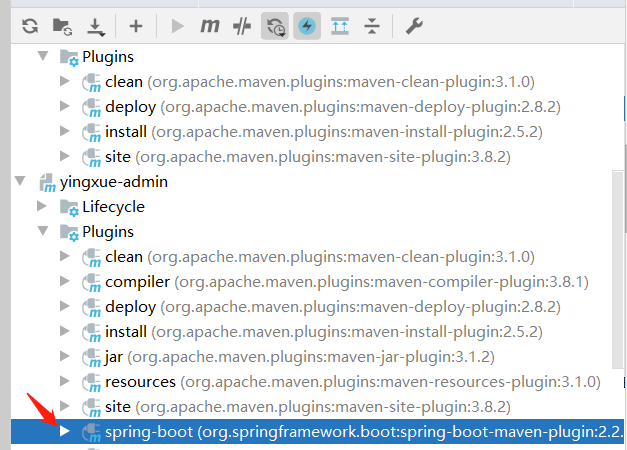 Plugins
clean (org.apache.maven.plugins:maven-clean-plugin:3.1.0)
deploy (org.apache.maven.plugins:maven-deploy-plugin:2.8.2)
install (org.apache.maven.plugins:maven-install-plugin:2.5.2)
site (org.apache.maven.plugins:maven-site-plugin:3.8.2)
yingxue-admin
Lifecycle
Plugins
clean (org.apache.maven.plugins:maven-clean-plugin:3.1.0)
compiler (org.apache.maven.plugins:maven-compiler-plugin:3.8.1)
deploy (org.apache.maven.plugins:maven-deploy-plugin:2.8.2)
install (org.apache.maven.plugins:maven-install-plugin:2.5.2)
jar (org.apache.maven.plugins:maven-jar-plugin:3.1.2)
resources (org.apache.maven.plugins:maven-resources-plugin:3.1.0)
site (org.apache.maven.plugins:maven-site-plugin:3.8.2)
spring-boot (org.springframework.boot:spring-boot-maven-plugin:2.2.